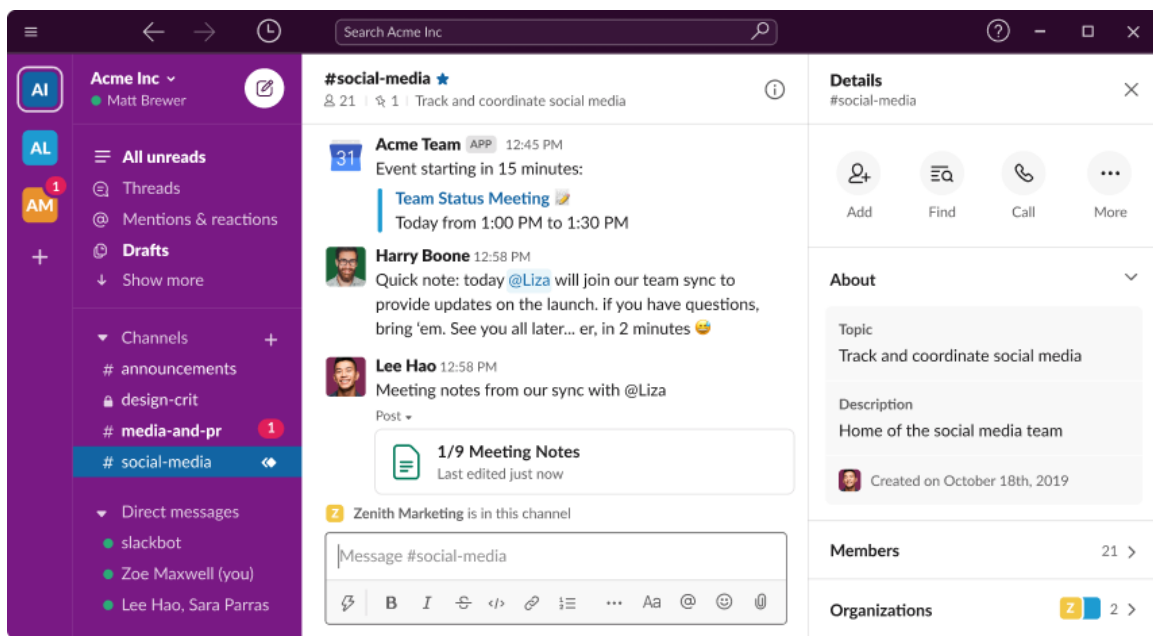 Search Acme Inc
AI
AL
1
AM
Acme Inc
Matt Brewer
All unreads
Threads
Mentions & reactions
Drafts
Show more
Channels
# announcements
design-crit
# media-and-pr 1
# social-media
Direct messages
slackbot
Zoe Maxwell (you)
Lee Hao, Sara Parras
#social-media
21 | 1 | Track and coordinate social media
31
Acme Team APP 12:45 PM
Event starting in 15 minutes:
Team Status Meeting 📝
Today from 1:00 PM to 1:30 PM
Harry Boone 12:58 PM
Quick note: today @Liza will join our team sync to
provide updates on the launch. if you have questions,
bring ‘em. See you all later... er, in 2 minutes 😅
Lee Hao 12:58 PM
Meeting notes from our sync with @Liza
Post
1/9 Meeting Notes
Last edited just now
Z Zenith Marketing is in this channel
Message #social-media
B I S </> Aa @
Details
#social-media
Add Find Call More
About
Topic
Track and coordinate social media
Description
Home of the social media team
Created on October 18th, 2019
Members 21
Organizations Z 2